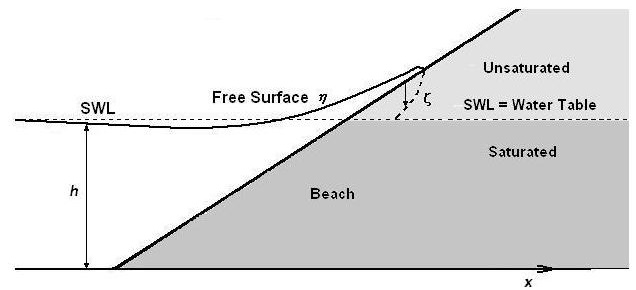 Unsaturated
Free Surface η
SWL
ζ
SWL = Water Table
Saturated
h
Beach
x